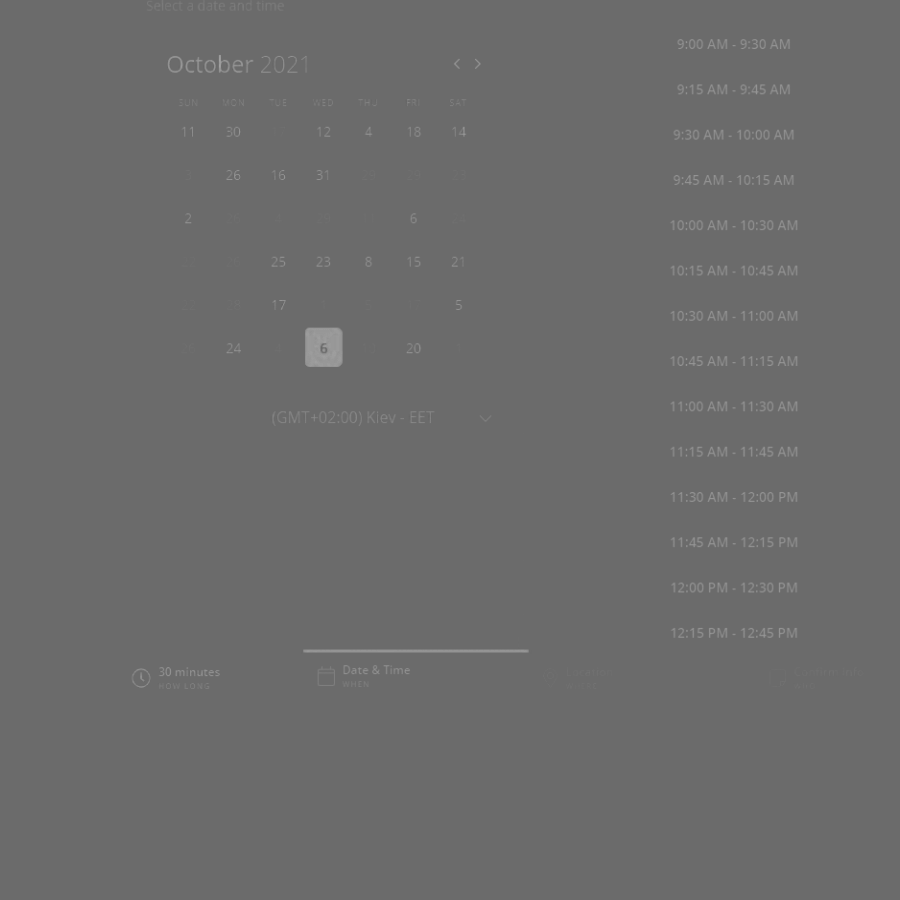 Select a date and time
October 2021
SUN MON TUE WED THU FRI SAT
11 30 12 4 18 14
26 16 31
2 6
25 23 8 15 21
17 5
24 6 20
(GMT+02:00) Kiev - EET
9:00 AM - 9:30 AM
9:15 AM - 9:45 AM
9:30 AM - 10:00 AM
9:45 AM - 10:15 AM
10:00 AM - 10:30 AM
10:15 AM - 10:45 AM
10:30 AM - 11:00 AM
10:45 AM - 11:15 AM
11:00 AM - 11:30 AM
11:15 AM - 11:45 AM
11:30 AM - 12:00 PM
11:45 AM - 12:15 PM
12:00 PM - 12:30 PM
12:15 PM - 12:45 PM
30 minutes
HOW LONG
Date & Time
WHEN